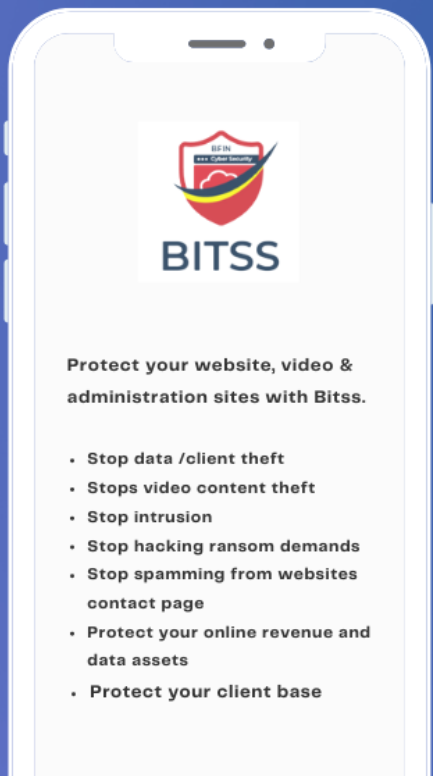 BFIN
Cyber Security
BITSS
Protect your website, video &
administration sites with Bitss.
• Stop data /client theft
• Stops video content theft
• Stop intrusion
• Stop hacking ransom demands
• Stop spamming from websites
contact page
• Protect your online revenue and
data assets
• Protect your client base